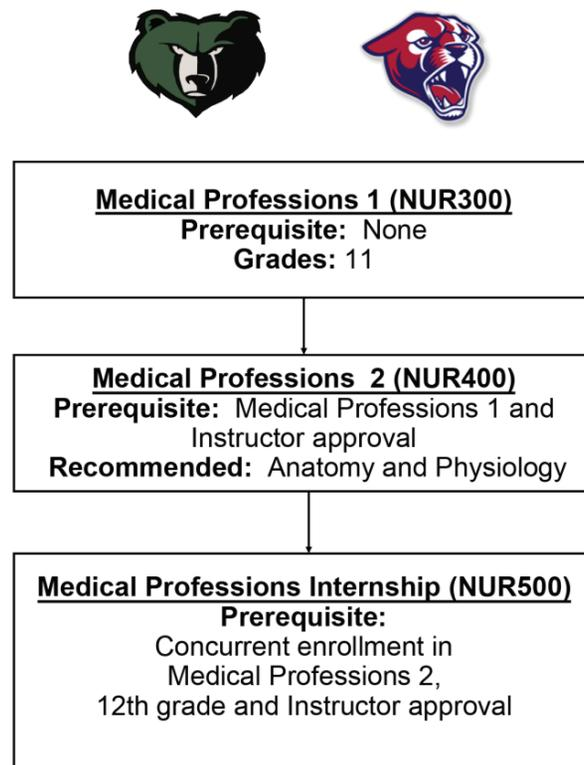 Medical Professions 1 (NUR300)
Prerequisite: None
Grades: 11
Medical Professions 2 (NUR400)
Prerequisite: Medical Professions 1 and
Instructor approval
Recommended: Anatomy and Physiology
Medical Professions Internship (NUR500)
Prerequisite:
Concurrent enrollment in
Medical Professions 2,
12th grade and Instructor approval